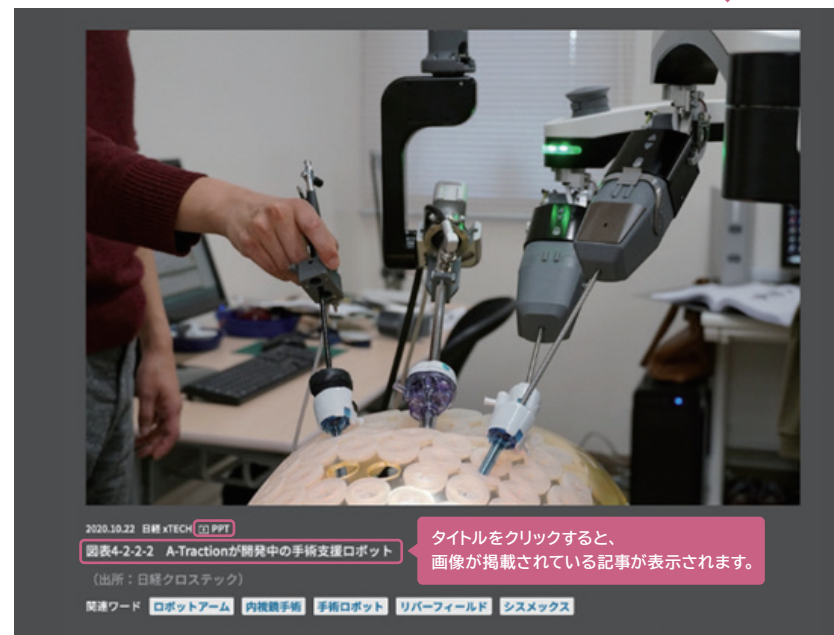 2020.10.22 日経 xTECH PPT
図表4-2-2-2 A-Tractionが開発中の手術支援ロボット
タイトルをクリックすると、
画像が掲載されている記事が表示されます。
（出所：日経クロステック）
関連ワード ロボットアーム 内視鏡手術 手術ロボット リバーフィールド シスメックス